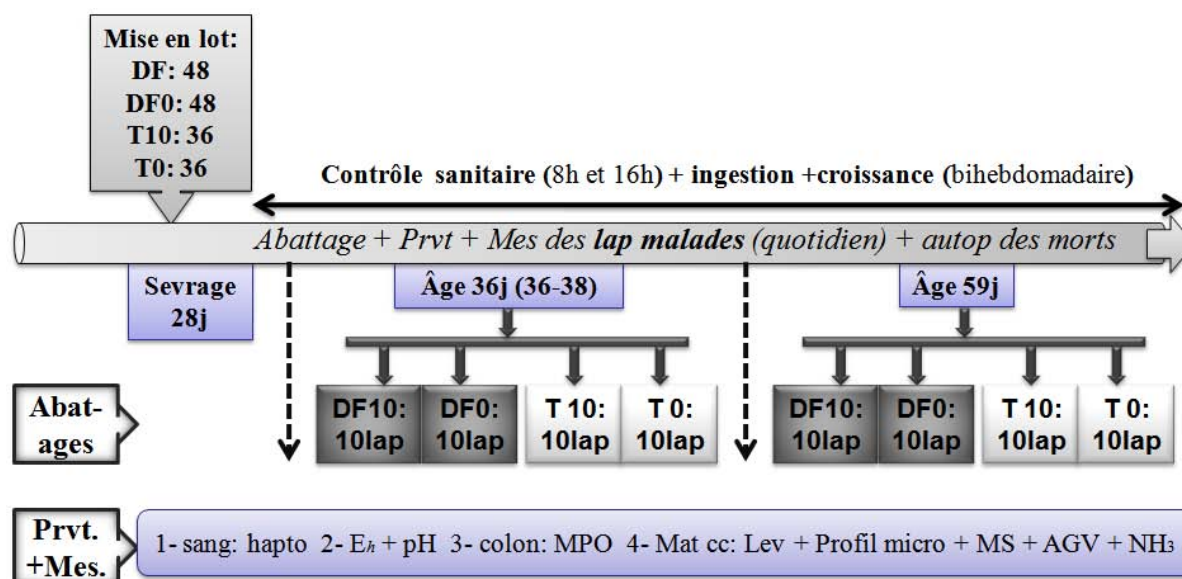 Mise en lot:
DF: 48
DF0: 48
T10: 36
T0: 36
Contrôle sanitaire (8h et 16h) + ingestion +croissance (bihebdomadaire)
Abattage + Prvt + Mes des lap malades (quotidien) + autop des morts
Sevrage
28j
Âge 36j (36-38)
Âge 59j
Abat-
ages
DF10:
10lap
DF0:
10lap
T 10:
10lap
T 0:
10lap
DF10:
10lap
DF0:
10lap
T 10:
10lap
T 0:
10lap
Prvt.
+Mes.
1- sang: hapto 2- Eh + pH 3- colon: MPO 4- Mat cc: Lev + Profil micro + MS + AGV + NH3